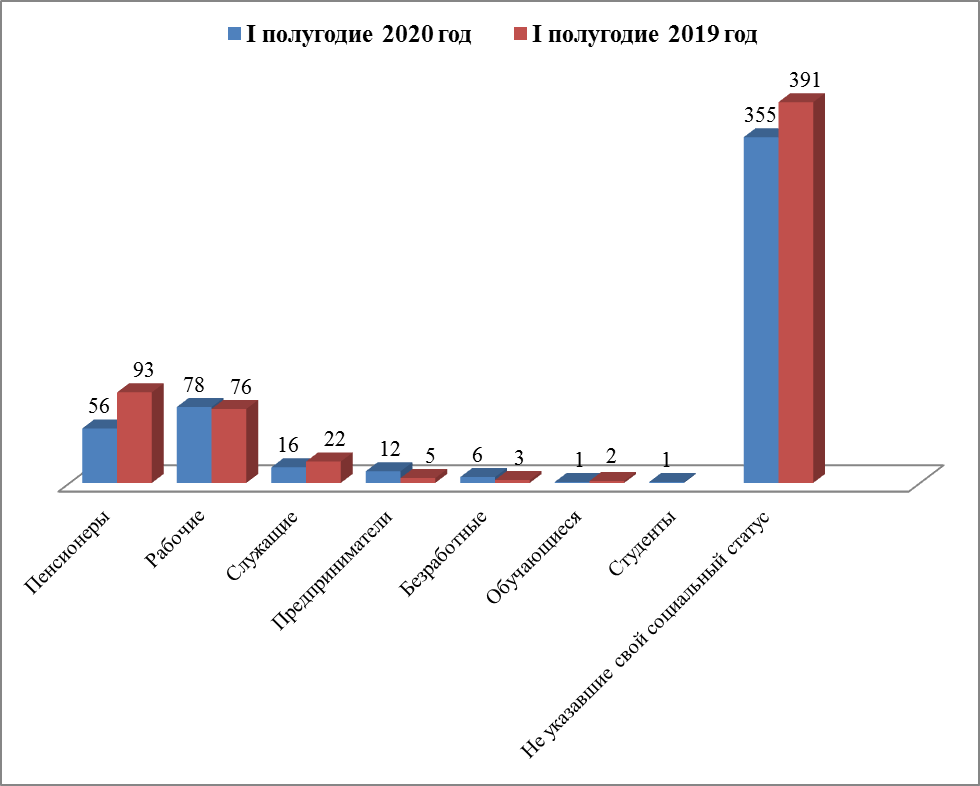 I полугодие 2020 год I полугодие 2019 год
391
355
93
56
78
76
16
22
12
5
6
3
1
2
1
Пенсионеры
Рабочие
Служащие
Предприниматели
Безработные
Обучающиеся
Студенты
Не указавшие свой социальный статус